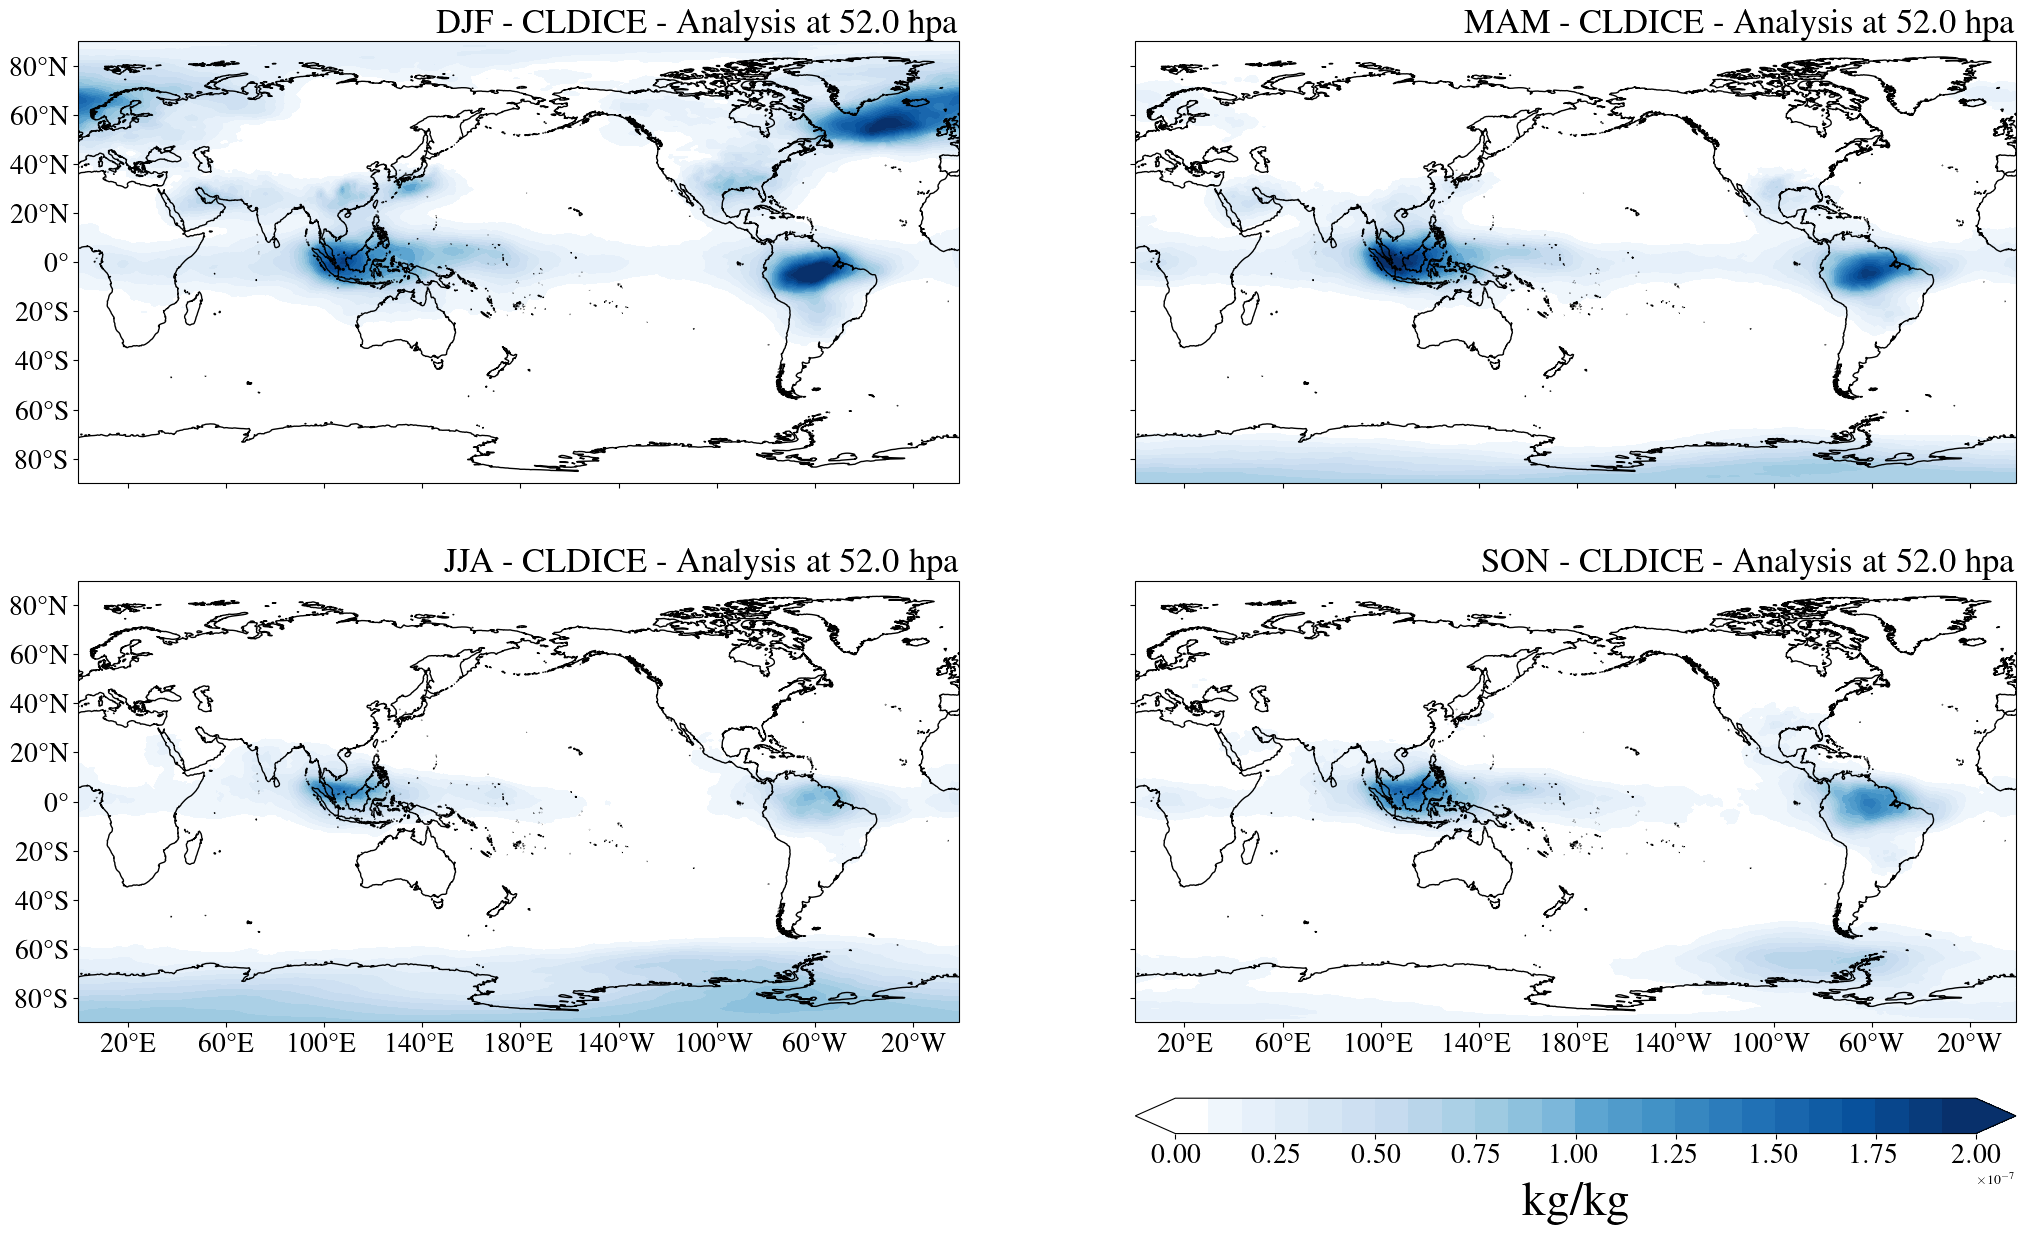 DJF - CLDICE - Analysis at 52.0 hpa
MAM - CLDICE - Analysis at 52.0 hpa
80°N
60°N
40°N
20°N
0°
20°S
40°S
60°S
80°S
JJA - CLDICE - Analysis at 52.0 hpa
SON - CLDICE - Analysis at 52.0 hpa
80°N
60°N
40°N
20°N
0°
20°S
40°S
60°S
80°S
20°E 60°E 100°E 140°E 180°E 140°W 100°W 60°W 20°W
20°E 60°E 100°E 140°E 180°E 140°W 100°W 60°W 20°W
0.00 0.25 0.50 0.75 1.00 1.25 1.50 1.75 2.00
×10⁻⁷
kg/kg